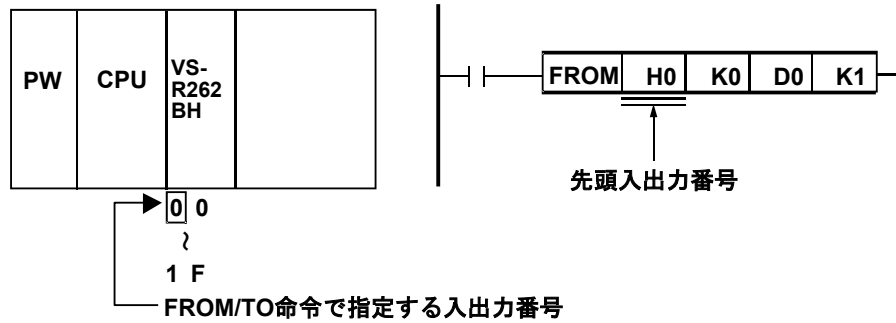 PW
CPU
VS-
R262
BH
0 0
~
1 F
FROM/TO命令で指定する入出力番号
FROM H0 K0 D0 K1
先頭入出力番号